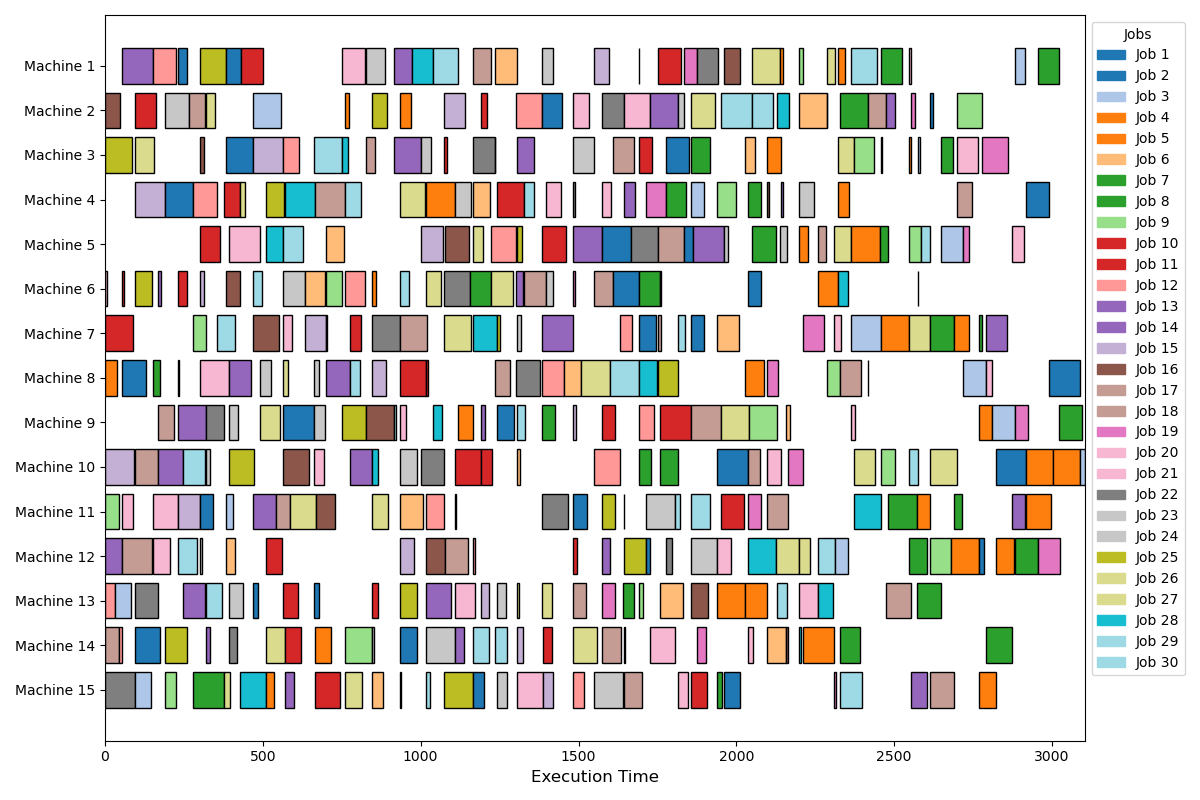 Machine 1
Machine 2
Machine 3
Machine 4
Machine 5
Machine 6
Machine 7
Machine 8
Machine 9
Machine 10
Machine 11
Machine 12
Machine 13
Machine 14
Machine 15
0 500 1000 1500 2000 2500 3000
Execution Time
Jobs
Job 1
Job 2
Job 3
Job 4
Job 5
Job 6
Job 7
Job 8
Job 9
Job 10
Job 11
Job 12
Job 13
Job 14
Job 15
Job 16
Job 17
Job 18
Job 19
Job 20
Job 21
Job 22
Job 23
Job 24
Job 25
Job 26
Job 27
Job 28
Job 29
Job 30